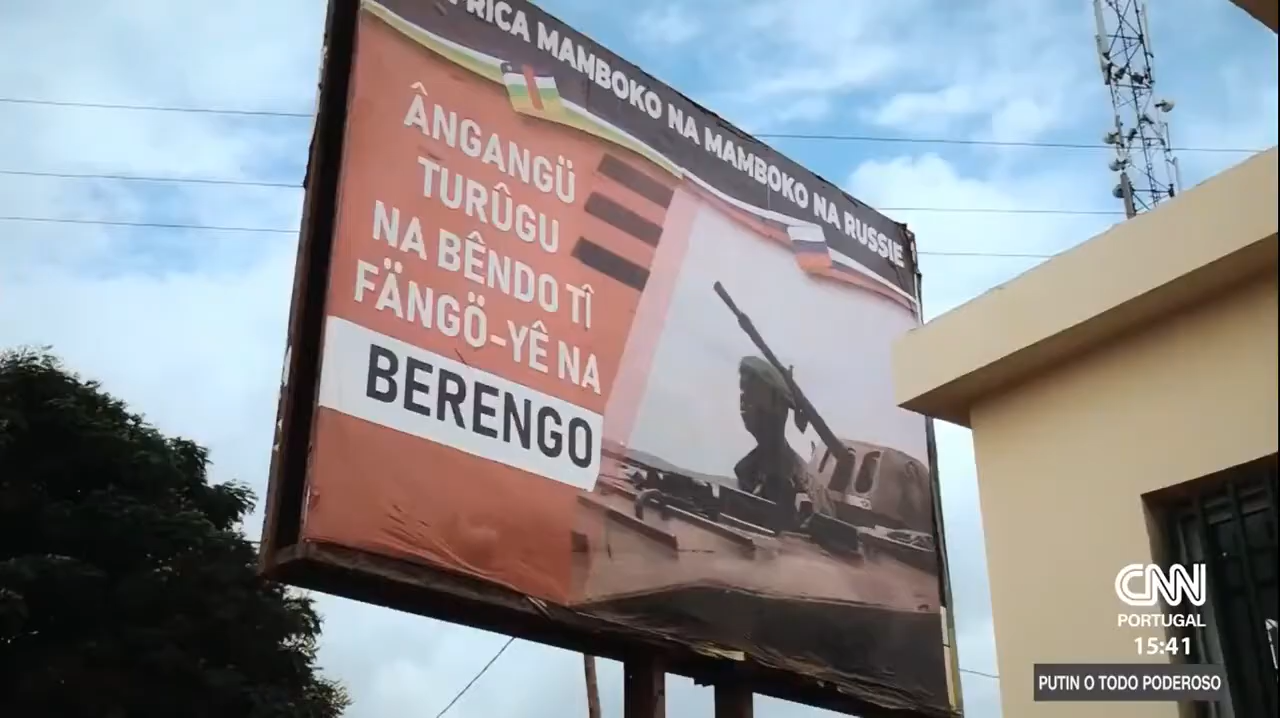 MAMBOKO NA MAMBOKO NA RUSSIE
ÂNGANGÜ
TURÛGU
NA BÊNDO TÎ
FÄNGÖ-YÊ NA
BERENGO
CNN
PORTUGAL
15:41
PUTIN O TODO PODEROSO